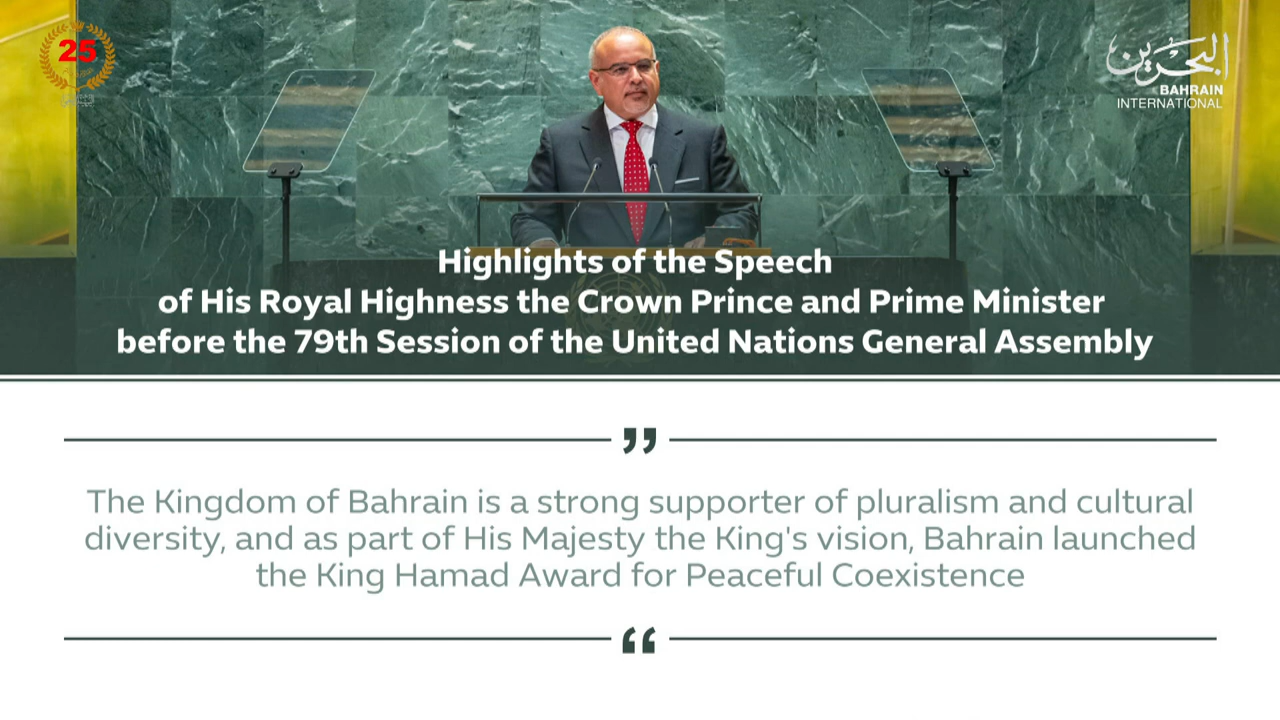 25
البحرين
BAHRAIN
INTERNATIONAL
Highlights of the Speech
of His Royal Highness the Crown Prince and Prime Minister
before the 79th Session of the United Nations General Assembly
”
The Kingdom of Bahrain is a strong supporter of pluralism and cultural
diversity, and as part of His Majesty the King's vision, Bahrain launched
the King Hamad Award for Peaceful Coexistence
“